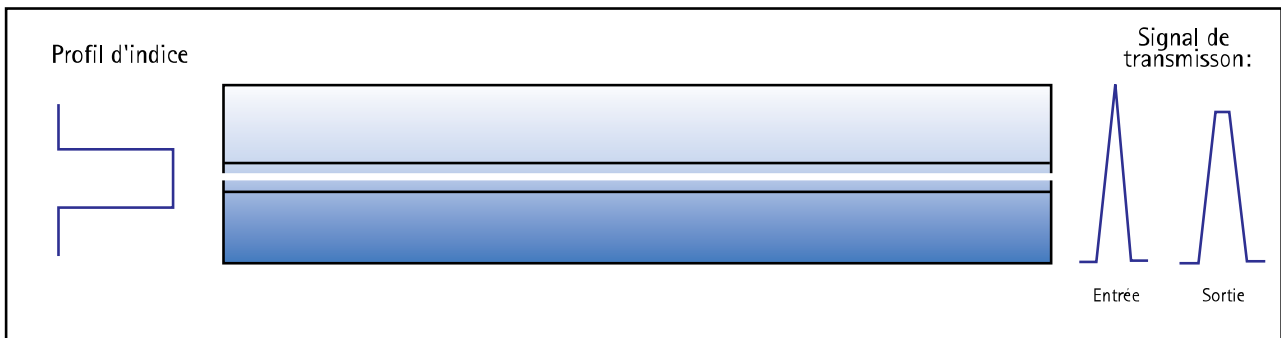 Profil d'indice
Signal de
transmisson:
Entrée
Sortie